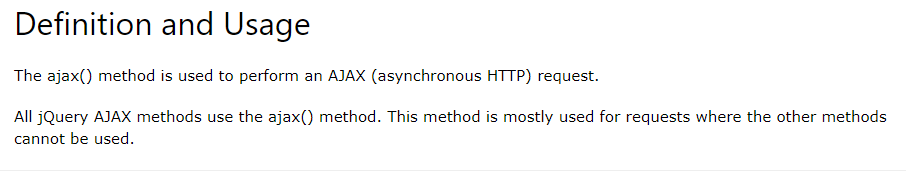 Definition and Usage
The ajax() method is used to perform an AJAX (asynchronous HTTP) request.
All jQuery AJAX methods use the ajax() method. This method is mostly used for requests where the other methods
cannot be used.